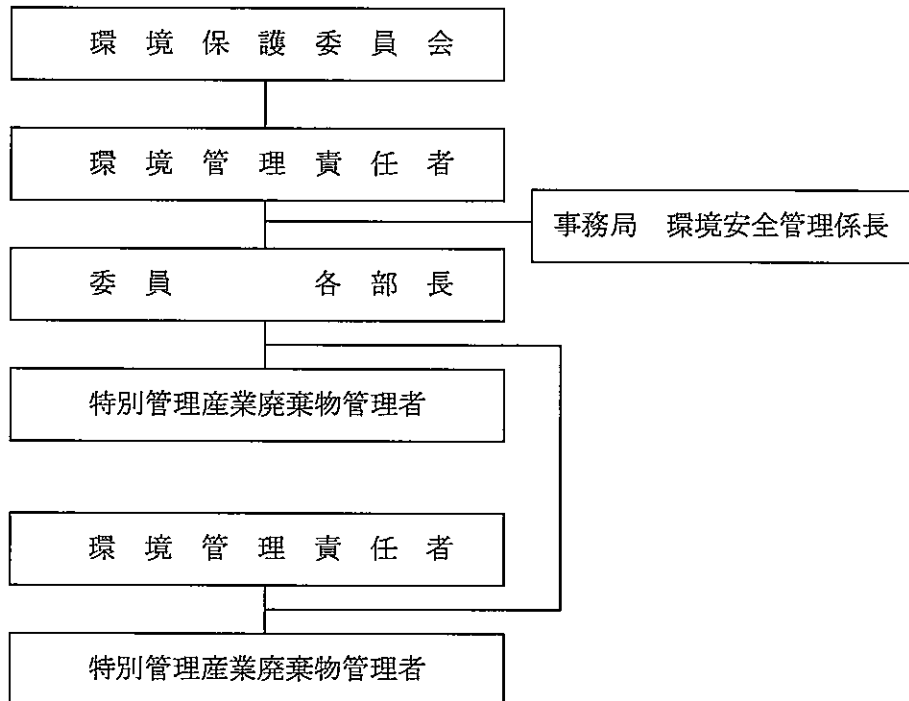 環境保護委員会
環境管理責任者
事務局 環境安全管理係長
委員 各部長
特別管理産業廃棄物管理者
環境管理責任者
特別管理産業廃棄物管理者